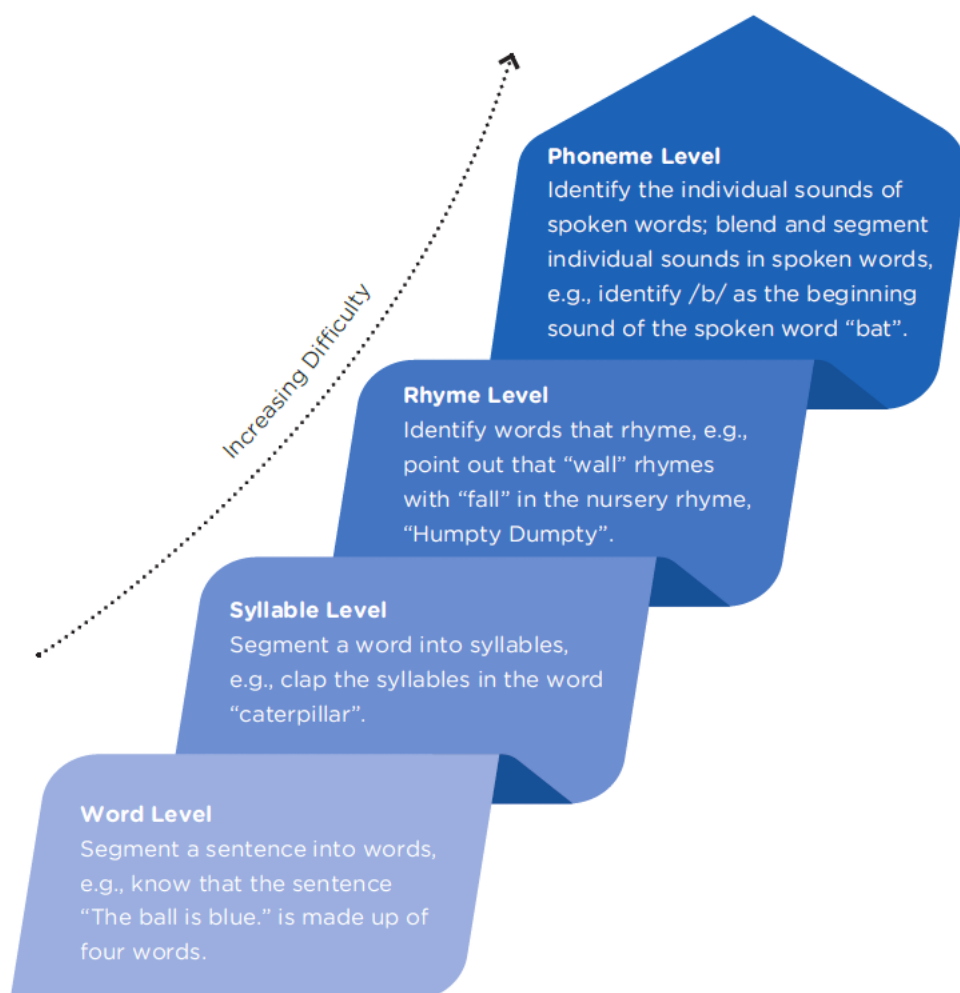 Phoneme Level
Identify the individual sounds of
spoken words; blend and segment
individual sounds in spoken words,
e.g., identify /b/ as the beginning
sound of the spoken word “bat”.
Increasing Difficulty
Rhyme Level
Identify words that rhyme, e.g.,
point out that “wall” rhymes
with “fall” in the nursery rhyme,
“Humpty Dumpty”.
Syllable Level
Segment a word into syllables,
e.g., clap the syllables in the word
“caterpillar”.
Word Level
Segment a sentence into words,
e.g., know that the sentence
“The ball is blue.” is made up of
four words.